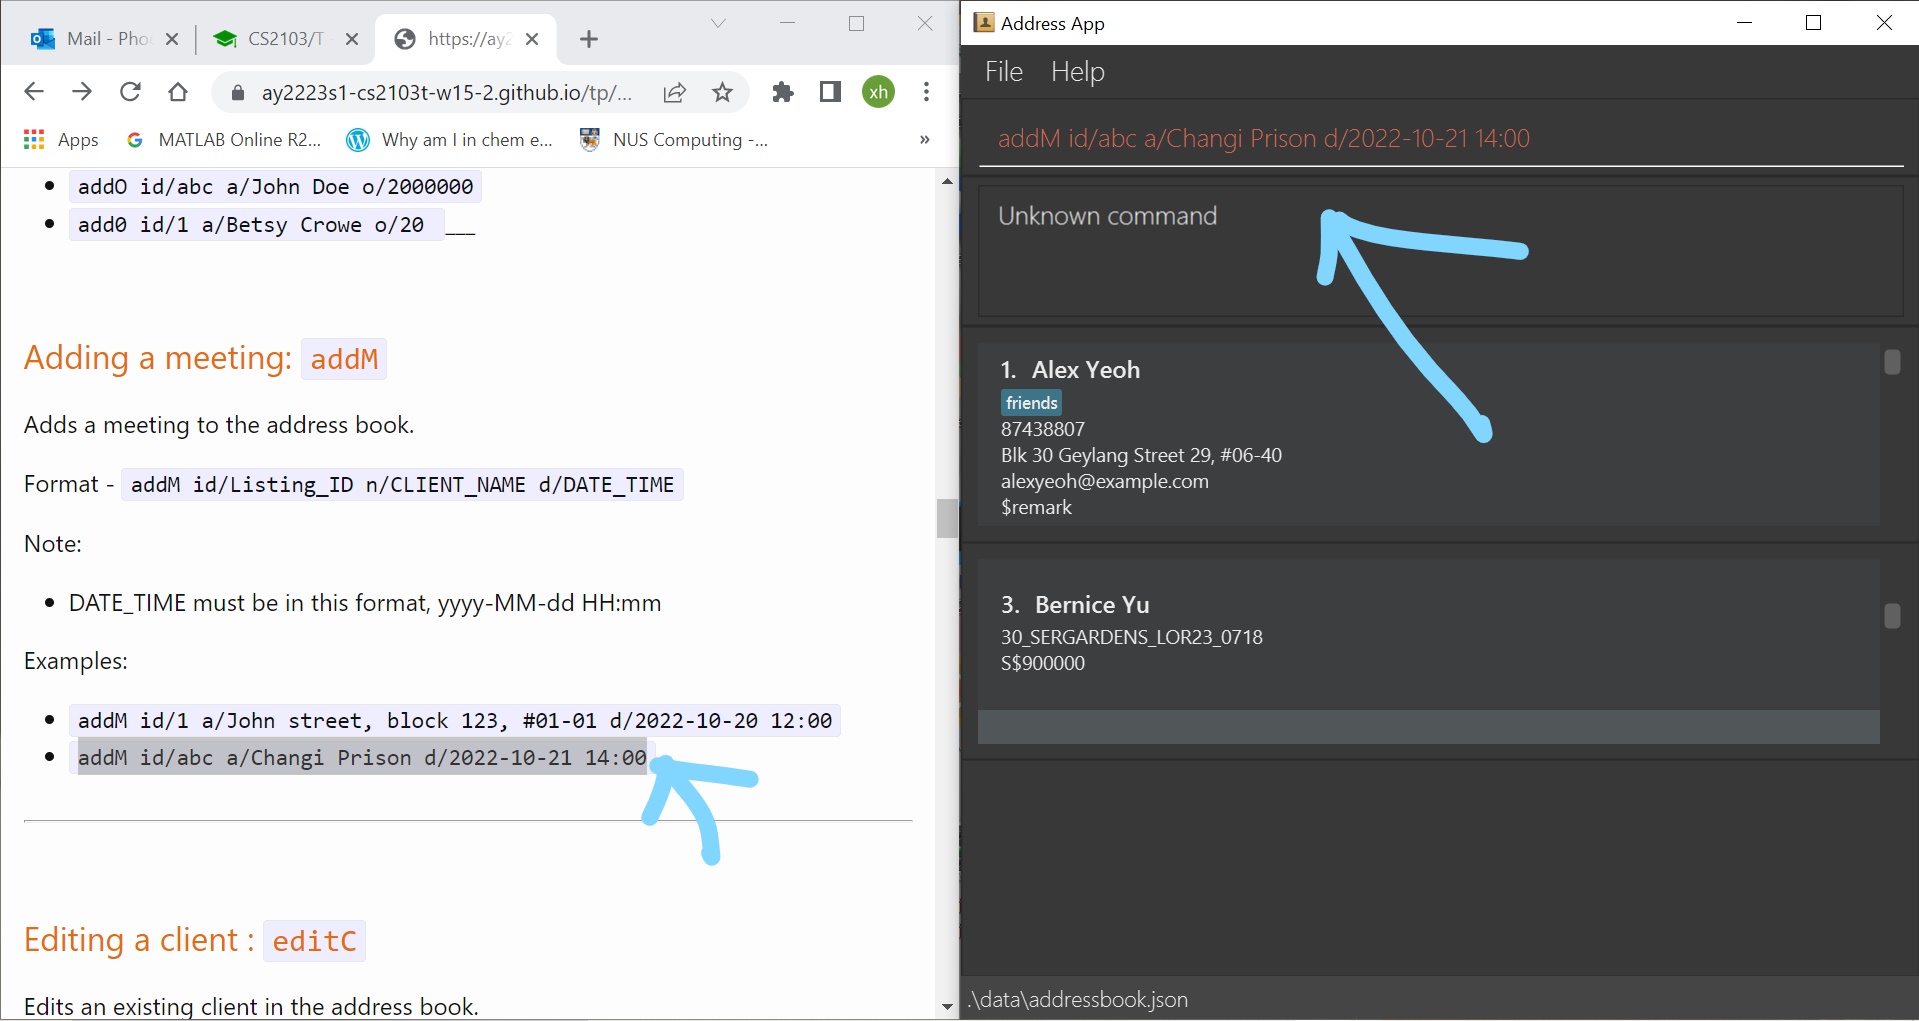 Mail - Pho
CS2103/T
https://ay2
ay2223s1-cs2103t-w15-2.github.io/tp/...
xh
Apps
MATLAB Online R2...
Why am I in chem e...
NUS Computing -...
»
• addO id/abc a/John Doe o/2000000
• addO id/1 a/Betsy Crowe o/20 ___
Adding a meeting: addM
Adds a meeting to the address book.
Format - addM id/Listing_ID n/CLIENT_NAME d/DATE_TIME
Note:
• DATE_TIME must be in this format, yyyy-MM-dd HH:mm
Examples:
• addM id/1 a/John street, block 123, #01-01 d/2022-10-20 12:00
• addM id/abc a/Changi Prison d/2022-10-21 14:00
Editing a client : editC
Edits an existing client in the address book.
Address App
File Help
addM id/abc a/Changi Prison d/2022-10-21 14:00
Unknown command
1. Alex Yeoh
friends
87438807
Blk 30 Geylang Street 29, #06-40
alexyeoh@example.com
$remark
3. Bernice Yu
30_SERGARDENS_LOR23_0718
S$900000
.\data\addressbook.json